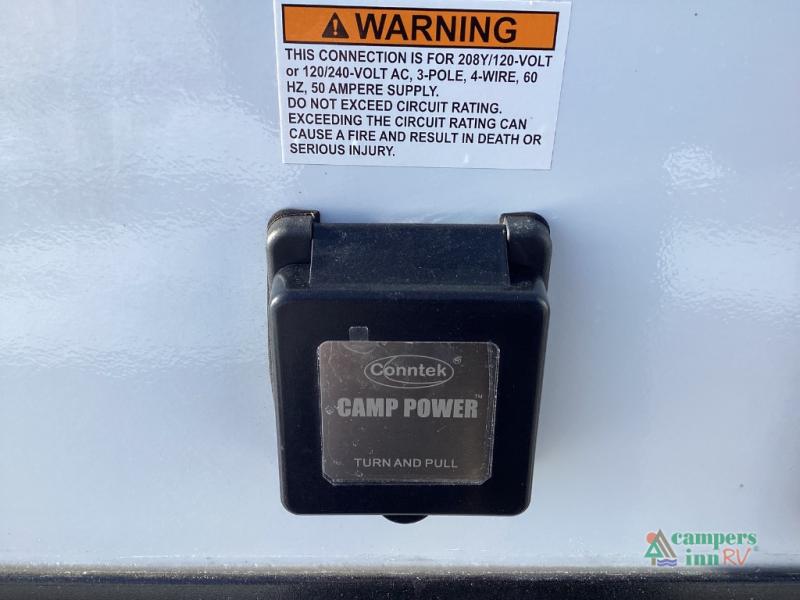 WARNING
THIS CONNECTION IS FOR 208Y/120-VOLT
or 120/240-VOLT AC, 3-POLE, 4-WIRE, 60
HZ, 50 AMPERE SUPPLY.
DO NOT EXCEED CIRCUIT RATING.
EXCEEDING THE CIRCUIT RATING CAN
CAUSE A FIRE AND RESULT IN DEATH OR
SERIOUS INJURY.
Conntek®
CAMP POWER™
TURN AND PULL
campers
inn RV®